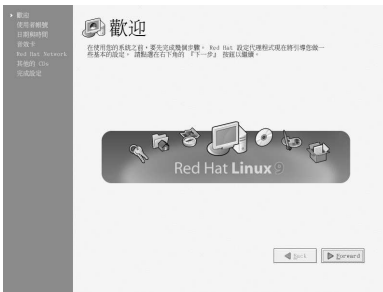 歡迎
使用者帳號
日期與時間
音效卡
Red Hat Network
其他的 CDs
完成設定
歡迎
在使用您的系統之前，要先完成幾個步驟。 Red Hat 設定代理程式現在將引導您做一
些基本的設定。 請點選在右下角的 『下一步』 按鈕以繼續。
Red Hat Linux 9
Back
Forward